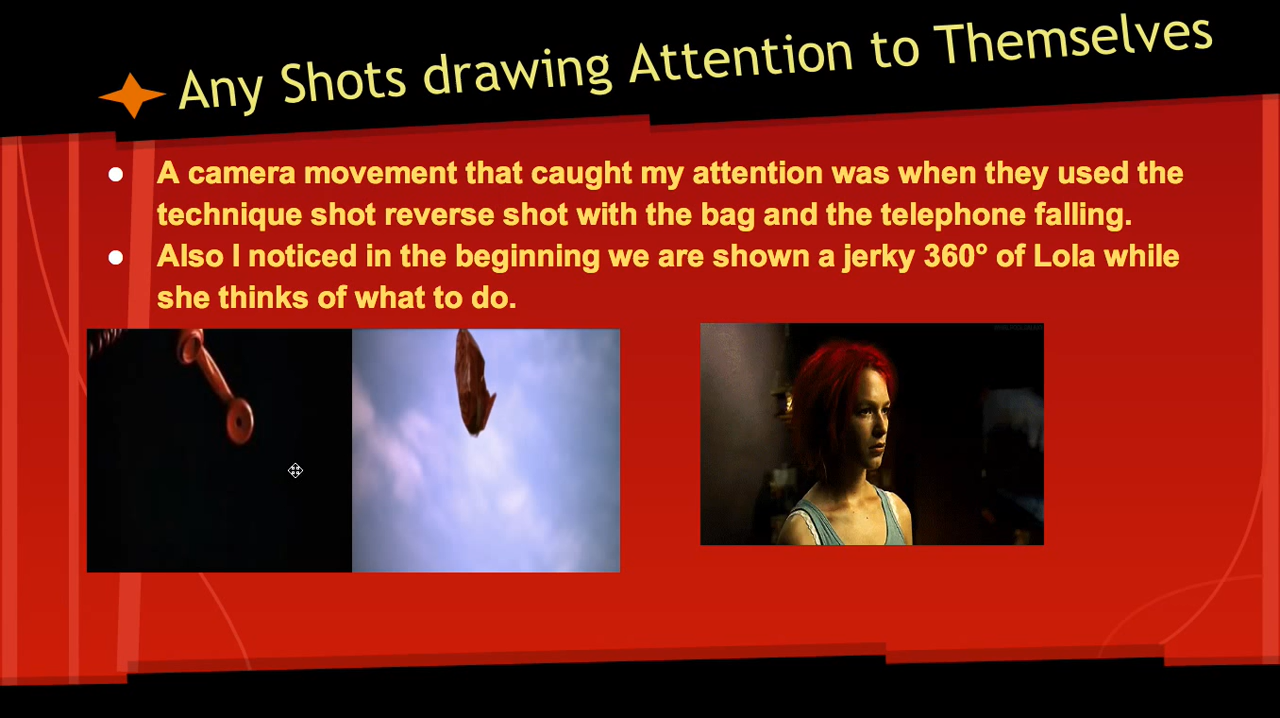 Any Shots drawing Attention to Themselves
A camera movement that caught my attention was when they used the
technique shot reverse shot with the bag and the telephone falling.
Also I noticed in the beginning we are shown a jerky 360º of Lola while
she thinks of what to do.